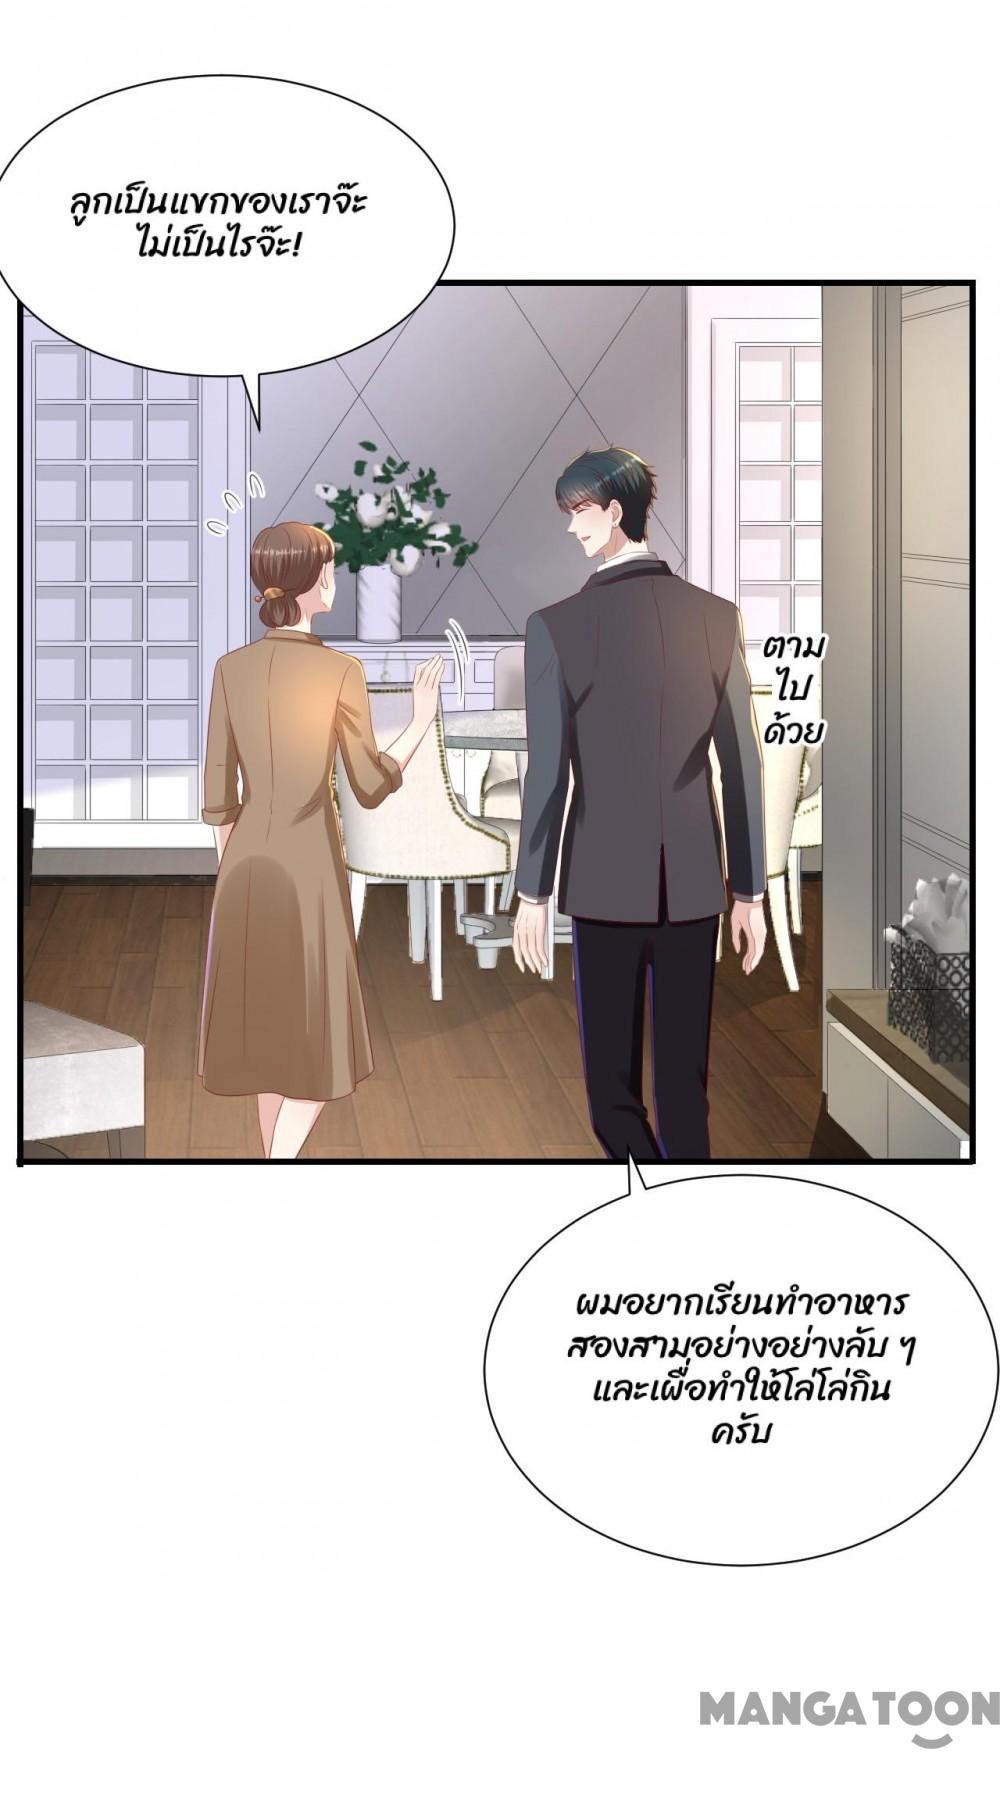 ลูกเป็นแขกของเราจ๊ะ
ไม่เป็นไรจ๊ะ!
ตาม
ไป
ด้วย
ผมอยากเรียนทำอาหาร
สองสามอย่างอย่างลับ ๆ
และเผื่อทำให้โล่โล่กิน
ครับ
MANGATOON